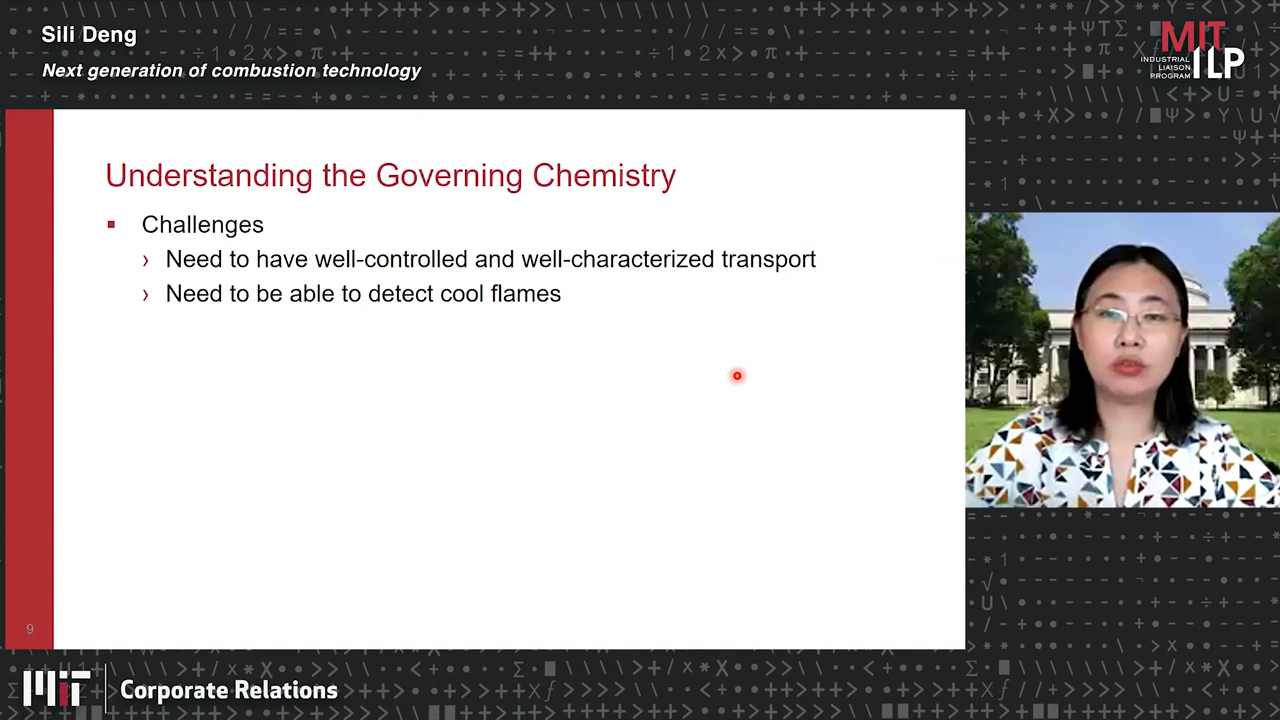 Sili Deng
Next generation of combustion technology
MIT
INDUSTRIAL
LIAISON
PROGRAM
ILP
Understanding the Governing Chemistry
Challenges
Need to have well-controlled and well-characterized transport
Need to be able to detect cool flames
9
MIT
Corporate Relations